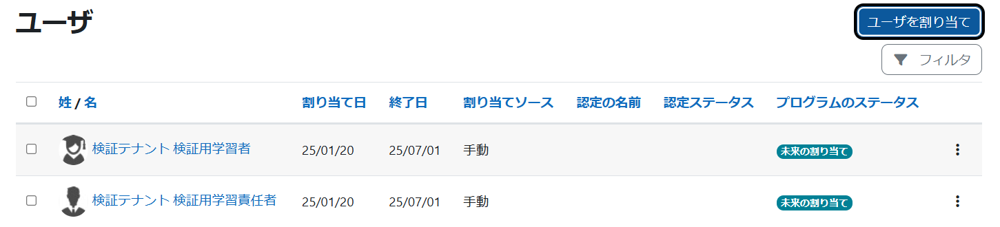 ユーザ
ユーザを割り当て
フィルタ
姓 / 名 割り当て日 終了日 割り当てソース 認定の名前 認定ステータス プログラムのステータス
検証テナント 検証用学習者 25/01/20 25/07/01 手動 未来の割り当て
検証テナント 検証用学習責任者 25/01/20 25/07/01 手動 未来の割り当て